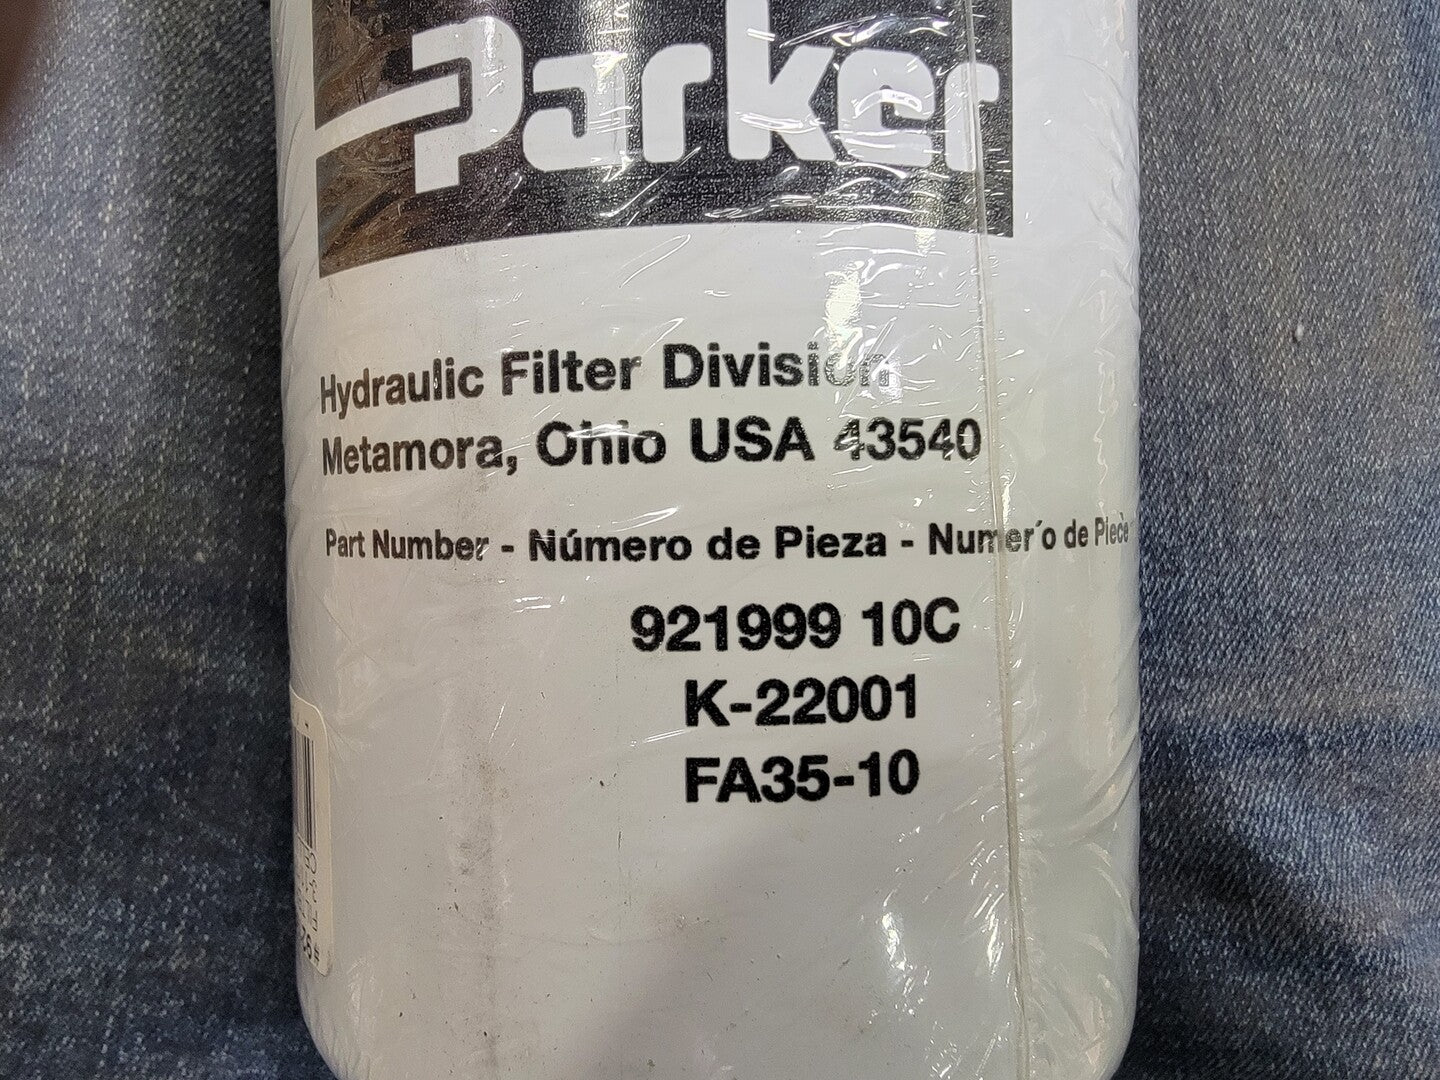 Parker
Hydraulic Filter Division
Metamora, Ohio USA 43540
Part Number - Número de Pieza - Numer´o de Piece
921999 10C
K-22001
FA35-10